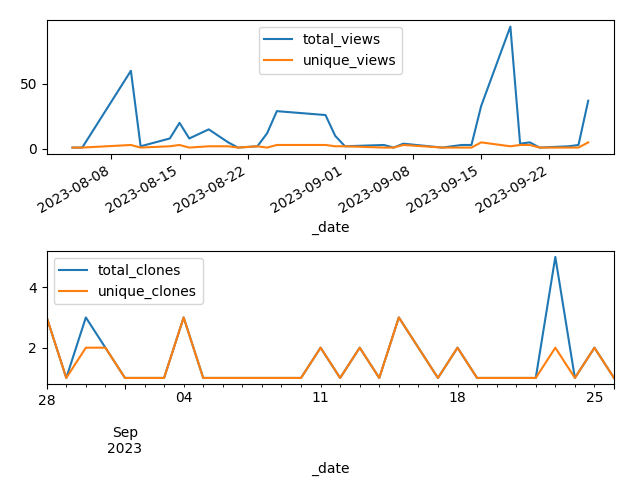 total_views
unique_views
50
0
2023-08-08
2023-08-15
2023-08-22
2023-09-01
2023-09-08
2023-09-15
2023-09-22
_date
total_clones
unique_clones
4
2
28
04
11
18
25
Sep
2023
_date